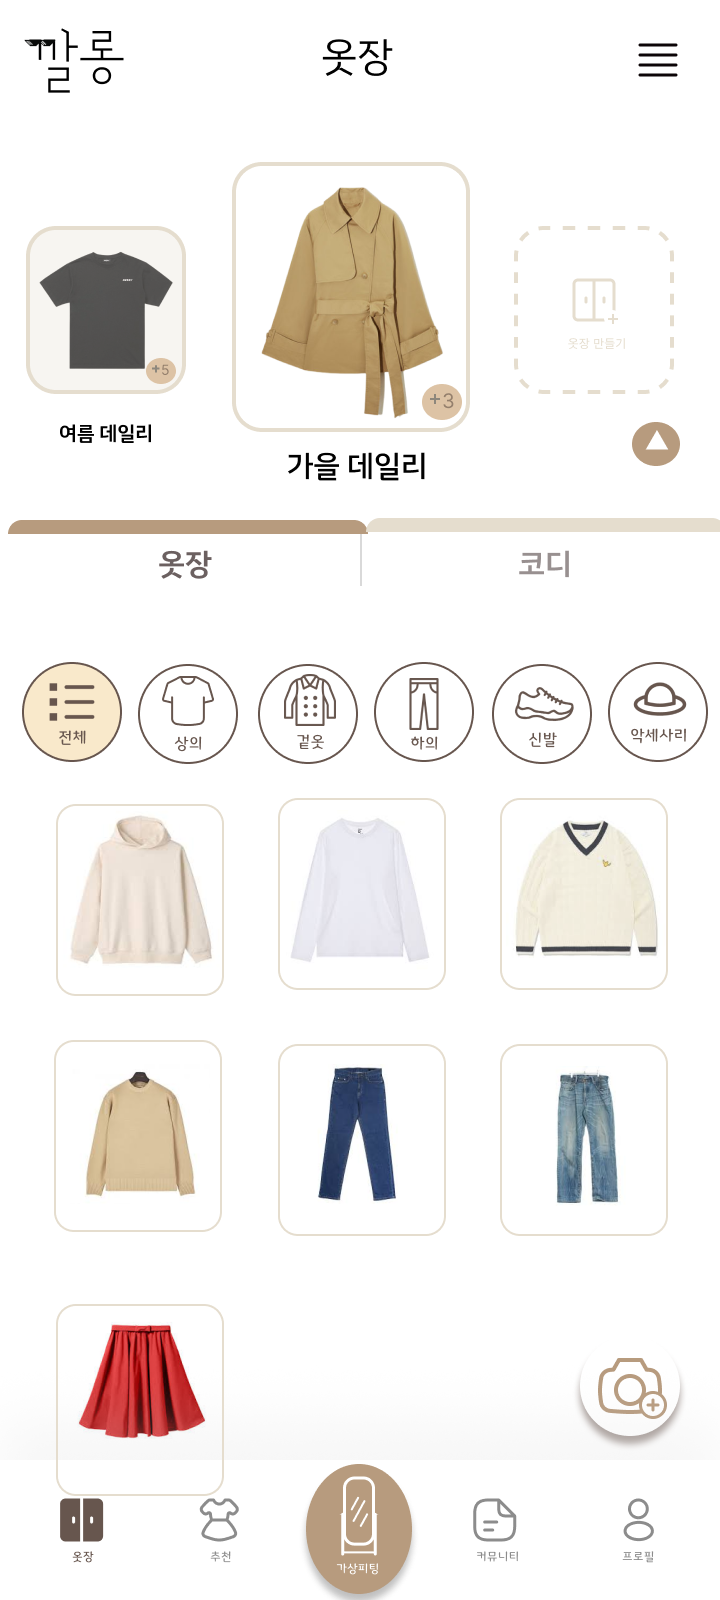 깔롱
옷장
+5
+3
옷장 만들기
여름 데일리
가을 데일리
옷장
코디
전체
상의
겉옷
하의
신발
악세사리
옷장
추천
가상피팅
커뮤니티
프로필